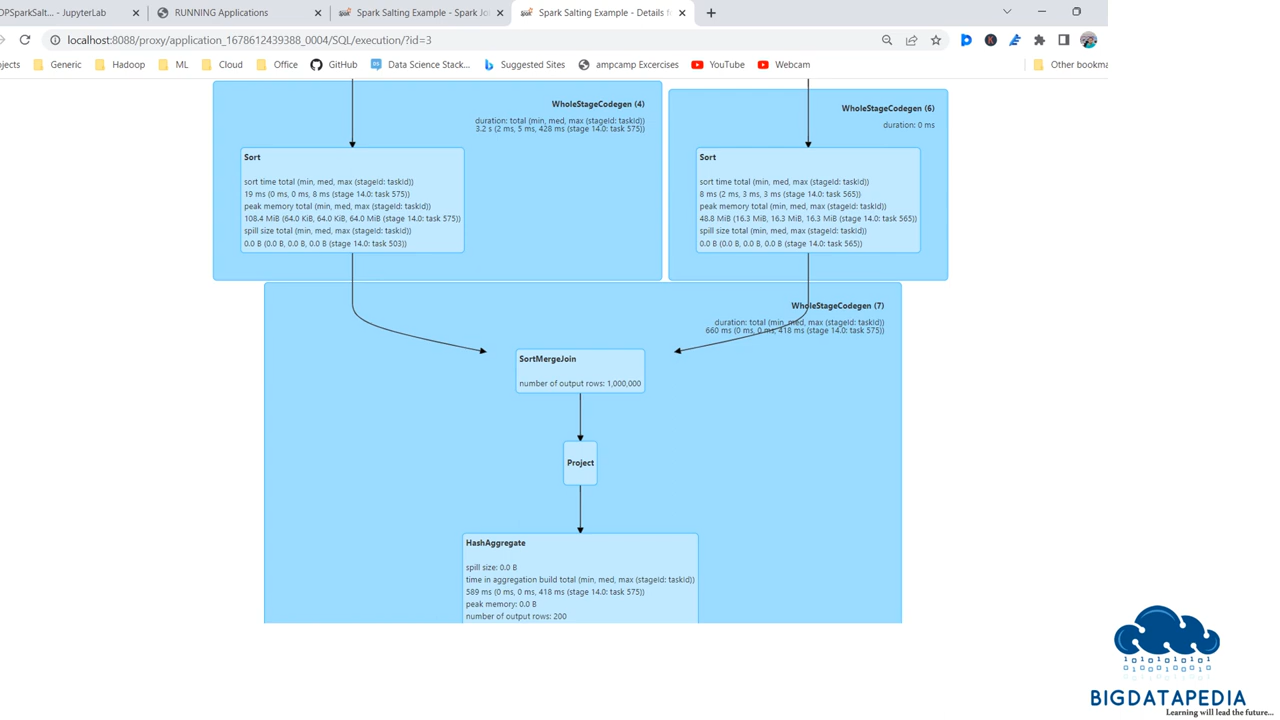 OPSparkSalt... - JupyterLab
RUNNING Applications
Spark Salting Example - Spark Jo
Spark Salting Example - Details f
localhost:8088/proxy/application_1678612439388_0004/SQL/execution/?id=3
ojects
Generic
Hadoop
ML
Cloud
Office
GitHub
Data Science Stack...
Suggested Sites
ampcamp Excercises
YouTube
Webcam
Other bookma
WholeStageCodegen (4)
duration: total (min, med, max (stageId: taskId))
3.2 s (2 ms, 5 ms, 428 ms (stage 14.0: task 575))
Sort
sort time total (min, med, max (stageId: taskId))
19 ms (0 ms, 0 ms, 8 ms (stage 14.0: task 575))
peak memory total (min, med, max (stageId: taskId))
108.4 MiB (64.0 KiB, 64.0 KiB, 64.0 MiB (stage 14.0: task 575))
spill size total (min, med, max (stageId: taskId))
0.0 B (0.0 B, 0.0 B, 0.0 B (stage 14.0: task 503))
WholeStageCodegen (6)
duration: 0 ms
Sort
sort time total (min, med, max (stageId: taskId))
8 ms (2 ms, 3 ms, 3 ms (stage 14.0: task 565))
peak memory total (min, med, max (stageId: taskId))
48.8 MiB (16.3 MiB, 16.3 MiB, 16.3 MiB (stage 14.0: task 565))
spill size total (min, med, max (stageId: taskId))
0.0 B (0.0 B, 0.0 B, 0.0 B (stage 14.0: task 565))
WholeStageCodegen (7)
duration: total (min, med, max (stageId: taskId))
660 ms (0 ms, 0 ms, 418 ms (stage 14.0: task 575))
SortMergeJoin
number of output rows: 1,000,000
Project
HashAggregate
spill size: 0.0 B
time in aggregation build total (min, med, max (stageId: taskId))
589 ms (0 ms, 0 ms, 418 ms (stage 14.0: task 575))
peak memory: 0.0 B
number of output rows: 200
BIGDATAPEDIA
Learning will lead the future...